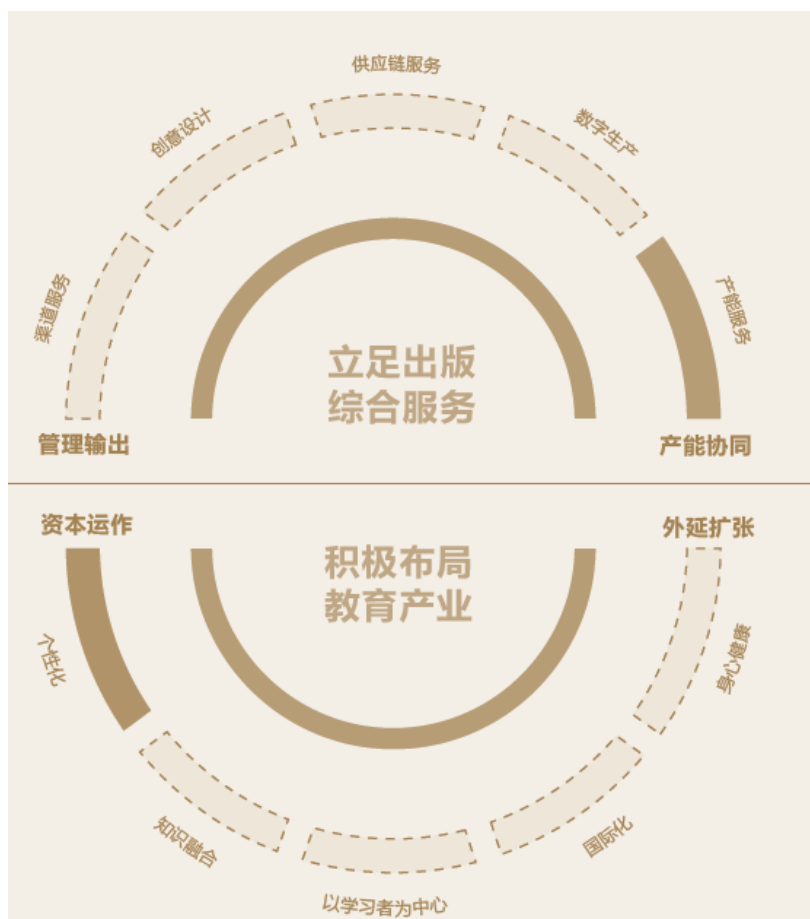 供应链服务
创意设计
数字生产
渠道服务
产能服务
立足出版
综合服务
管理输出
产能协同
资本运作
外延扩张
积极布局
教育产业
个性化
身心健康
知识融合
国际化
以学习者为中心